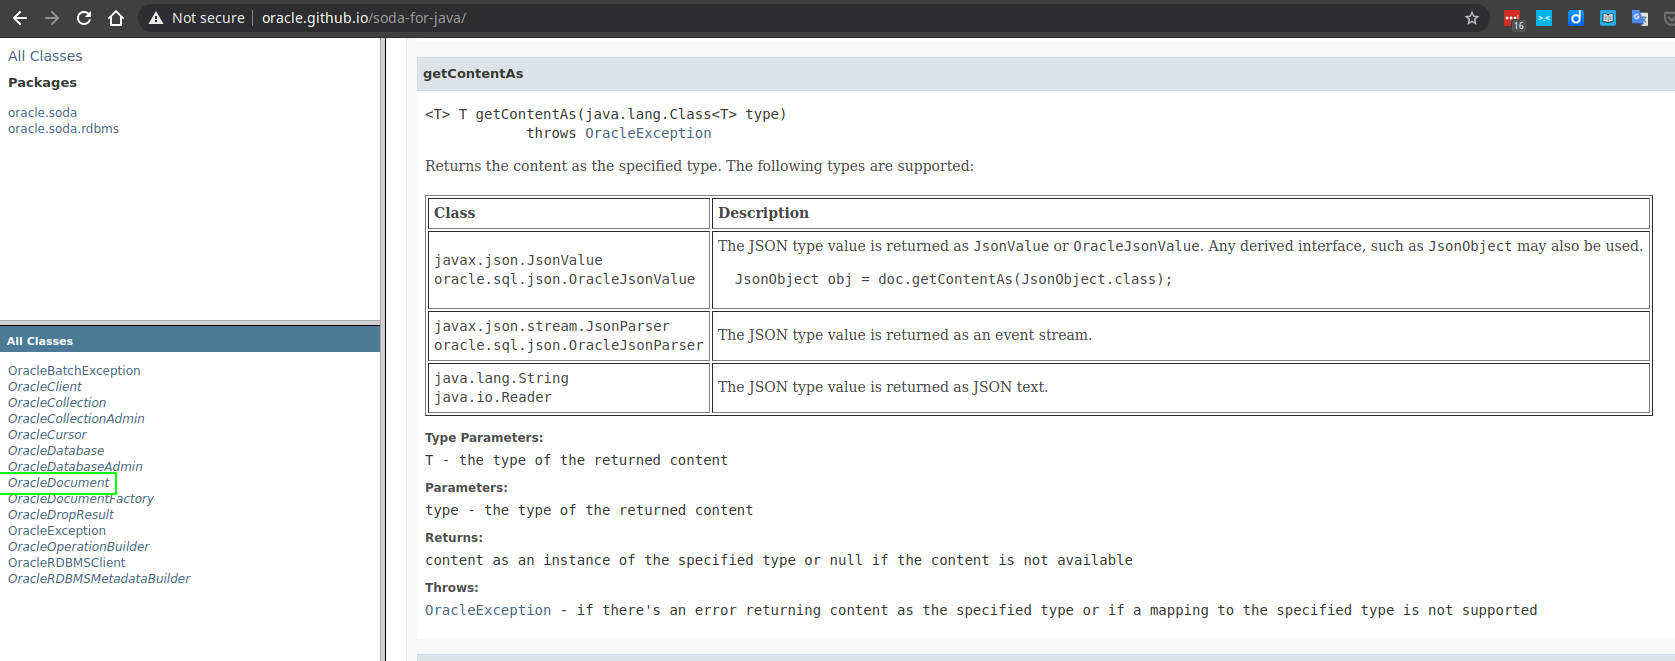 Not secure | oracle.github.io/soda-for-java/
16
All Classes
Packages
oracle.soda
oracle.soda.rdbms
All Classes
OracleBatchException
OracleClient
OracleCollection
OracleCollectionAdmin
OracleCursor
OracleDatabase
OracleDatabaseAdmin
OracleDocument
OracleDocumentFactory
OracleDropResult
OracleException
OracleOperationBuilder
OracleRDBMSClient
OracleRDBMSMetadataBuilder
getContentAs
<T> T getContentAs(java.lang.Class<T> type)
throws OracleException
Returns the content as the specified type. The following types are supported:
Class Description
javax.json.JsonValue
oracle.sql.json.OracleJsonValue
The JSON type value is returned as JsonValue or OracleJsonValue. Any derived interface, such as JsonObject may also be used.
JsonObject obj = doc.getContentAs(JsonObject.class);
javax.json.stream.JsonParser
oracle.sql.json.OracleJsonParser
The JSON type value is returned as an event stream.
java.lang.String
java.io.Reader
The JSON type value is returned as JSON text.
Type Parameters:
T - the type of the returned content
Parameters:
type - the type of the returned content
Returns:
content as an instance of the specified type or null if the content is not available
Throws:
OracleException - if there's an error returning content as the specified type or if a mapping to the specified type is not supported